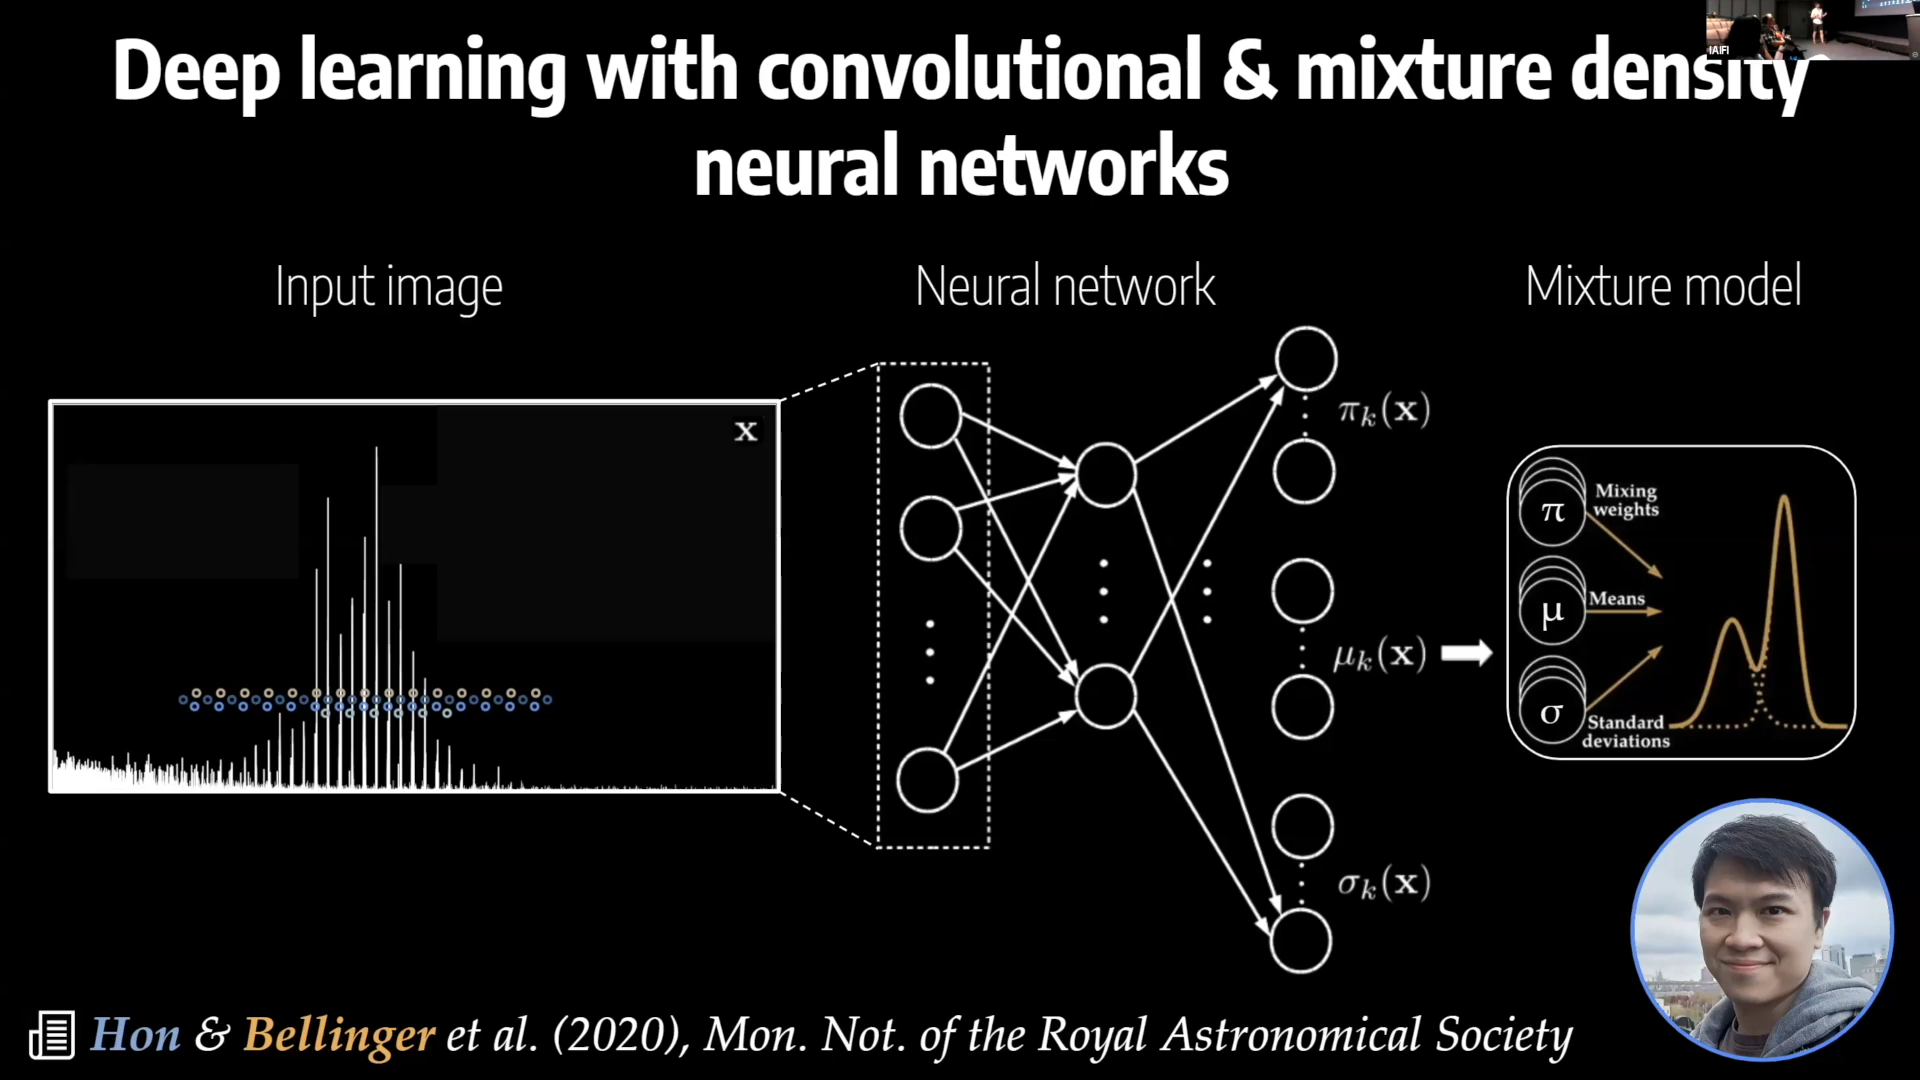 IAIFI
Deep learning with convolutional & mixture density
neural networks
Input image
Neural network
Mixture model
x
πk(x)
μk(x)
σk(x)
π
Mixing
weights
μ
Means
σ
Standard
deviations
Hon & Bellinger et al. (2020), Mon. Not. of the Royal Astronomical Society